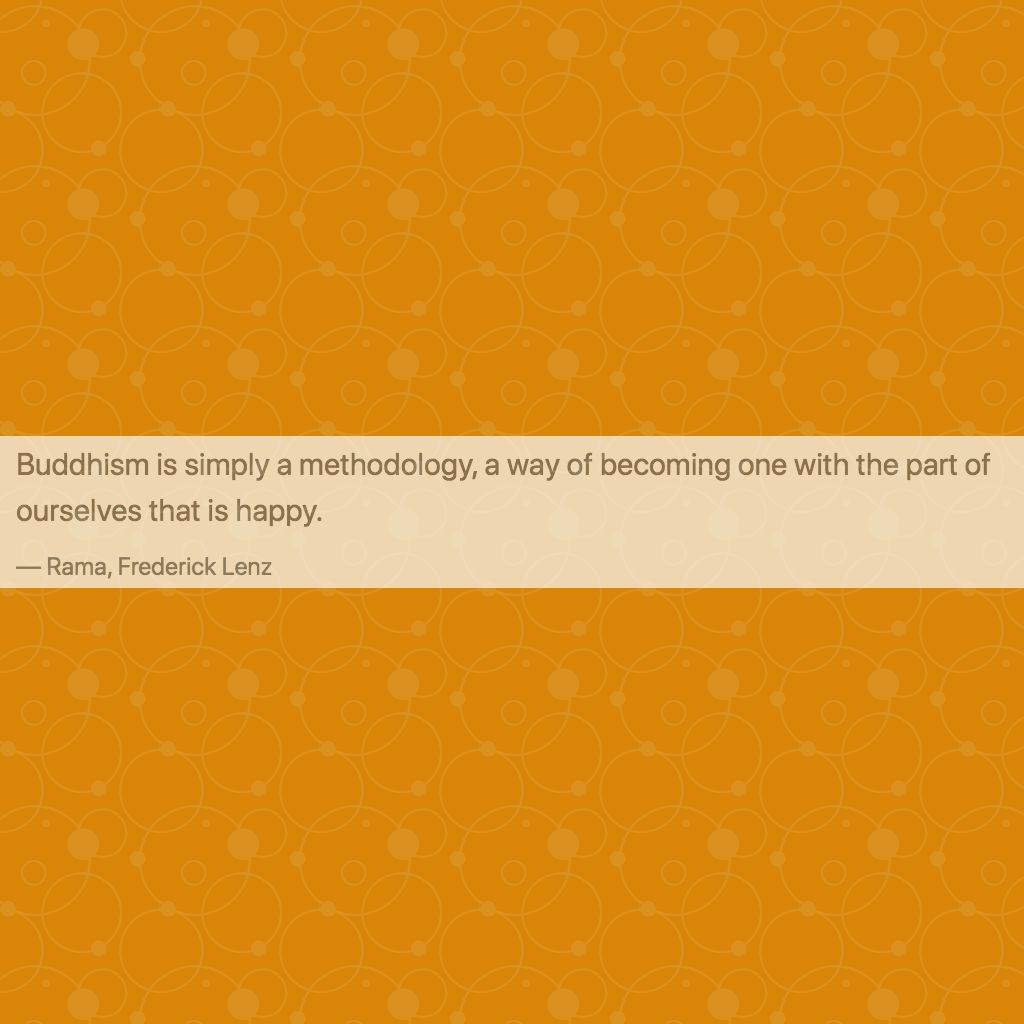 Buddhism is simply a methodology, a way of becoming one with the part of
ourselves that is happy.
— Rama, Frederick Lenz